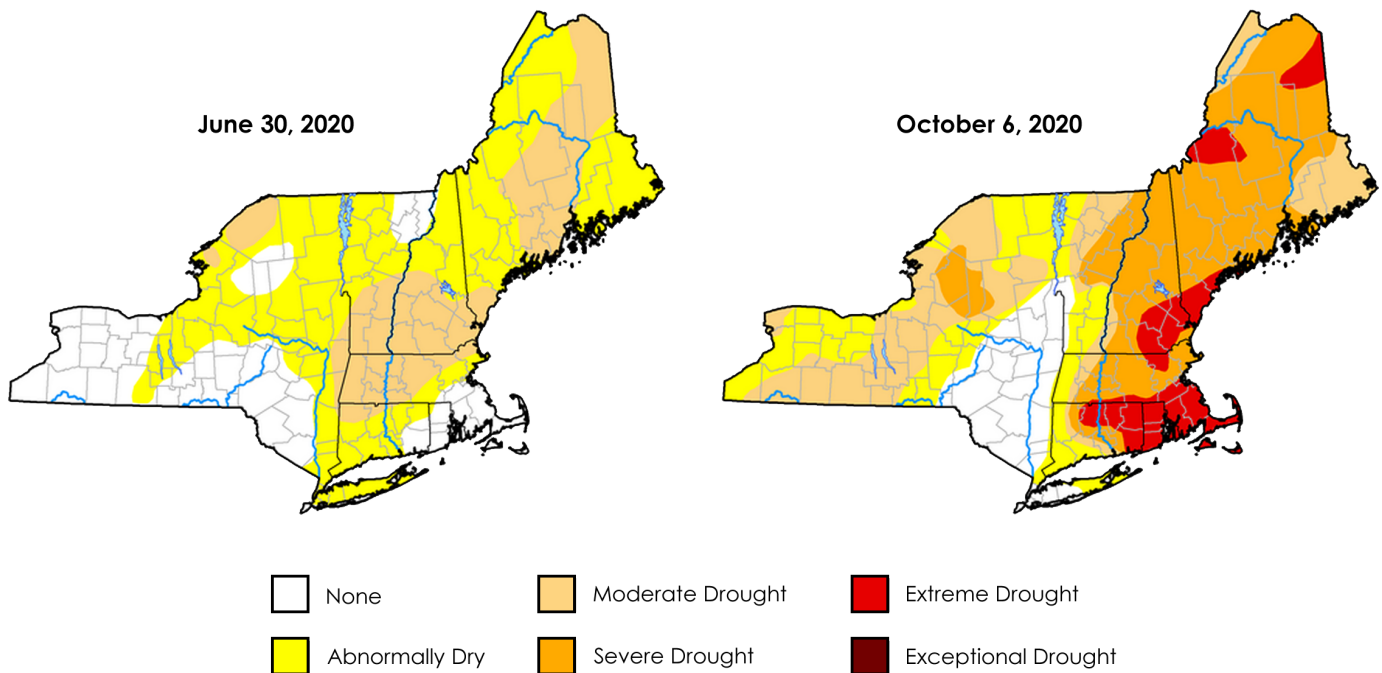 June 30, 2020
October 6, 2020
None
Moderate Drought
Extreme Drought
Abnormally Dry
Severe Drought
Exceptional Drought